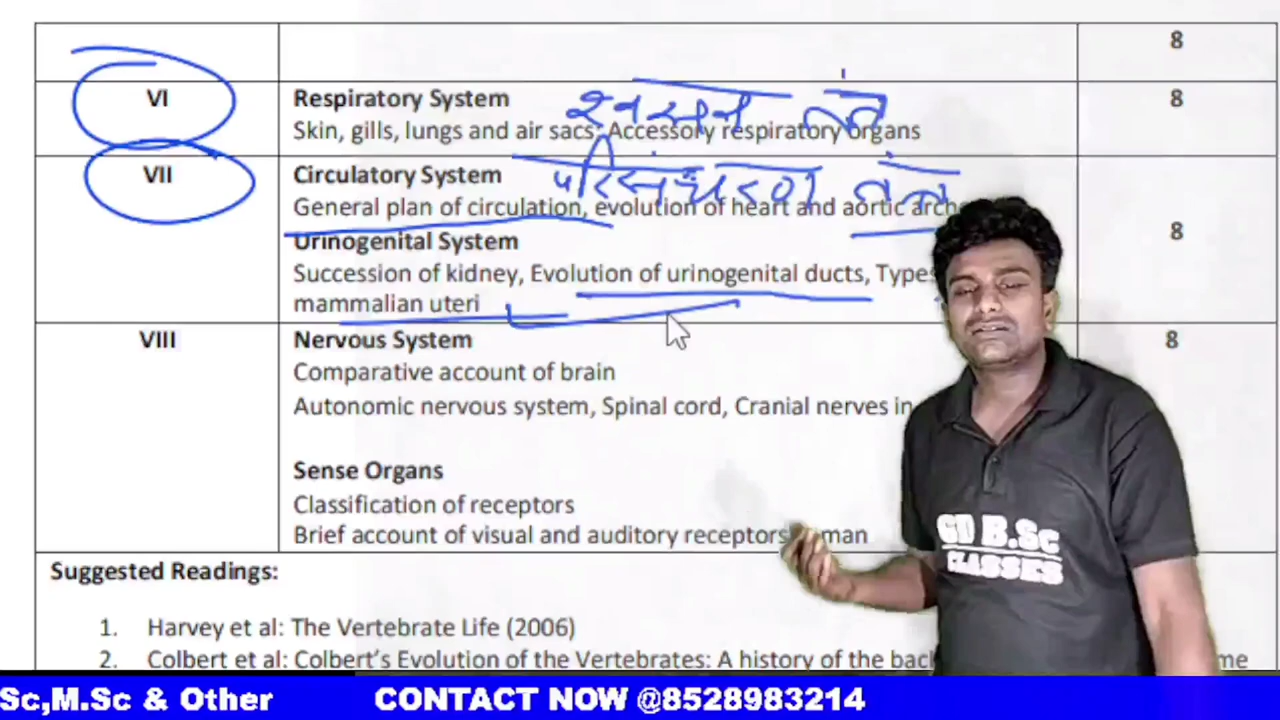 8
VI
Respiratory System
श्वसन तंत्र
8
Skin, gills, lungs and air sacs; Accessory respiratory organs
VII
Circulatory System
परिसंचरण तंत्र
General plan of circulation, evolution of heart and aortic arche
Urinogenital System
8
Succession of kidney, Evolution of urinogenital ducts, Types
mammalian uteri
VIII
Nervous System
8
Comparative account of brain
Autonomic nervous system, Spinal cord, Cranial nerves in
Sense Organs
Classification of receptors
Brief account of visual and auditory receptors man
GD B.Sc
CLASSES
Suggested Readings:
1. Harvey et al: The Vertebrate Life (2006)
2. Colbert et al: Colbert's Evolution of the Vertebrates: A history of the bac me
Sc,M.Sc & Other CONTACT NOW @8528983214